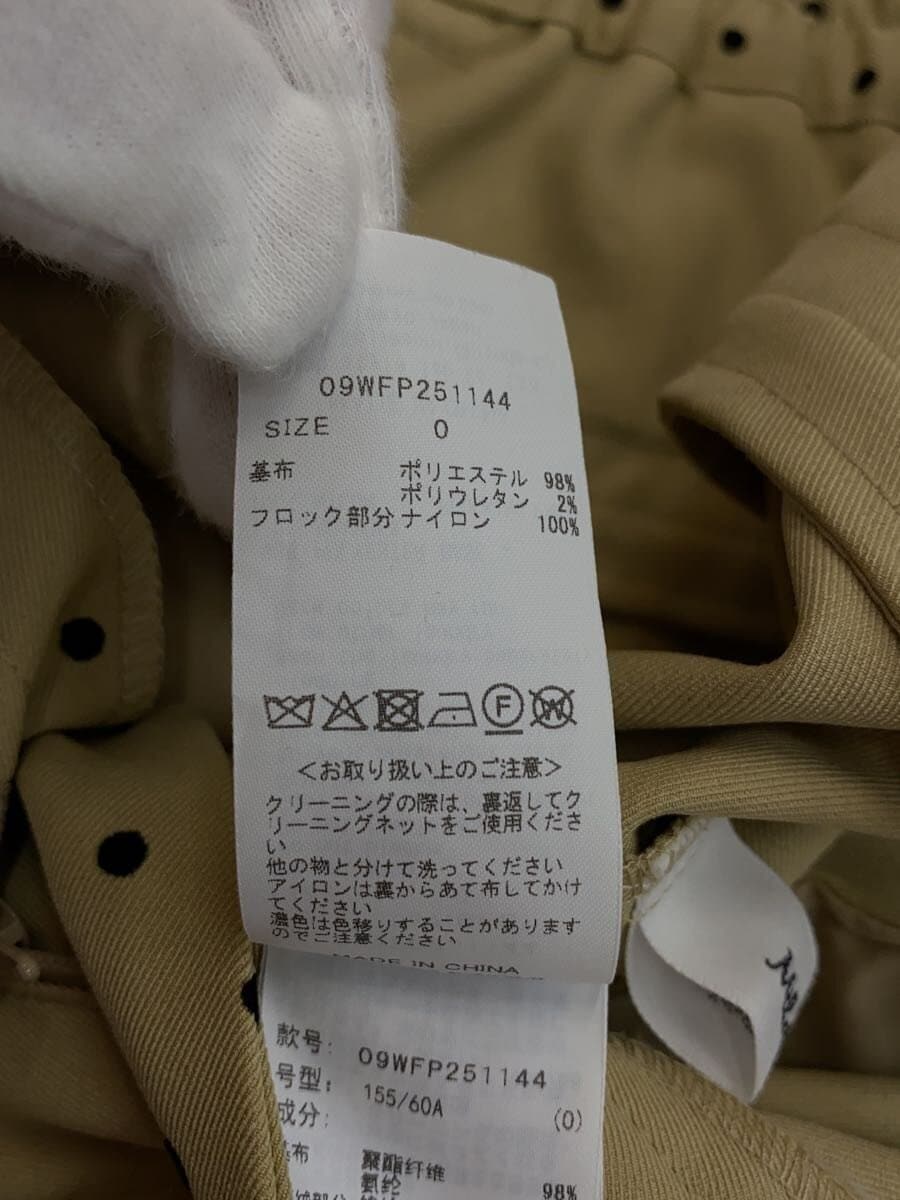 09WFP251144
SIZE 0
基布 ポリエステル 98%
ポリウレタン 2%
フロック部分 ナイロン 100%
F W
<お取り扱い上のご注意>
クリーニングの際は、裏返してク
リーニングネットをご使用くださ
い
他の物と分けて洗ってください
アイロンは裏からあて布してかけ
てください
濃色は色移りすることがあります
のでご注意ください
MADE IN CHINA
款号: 09WFP251144
号型: 155/60A (0)
成分:
基布 聚酯纤维
氨纶 98%